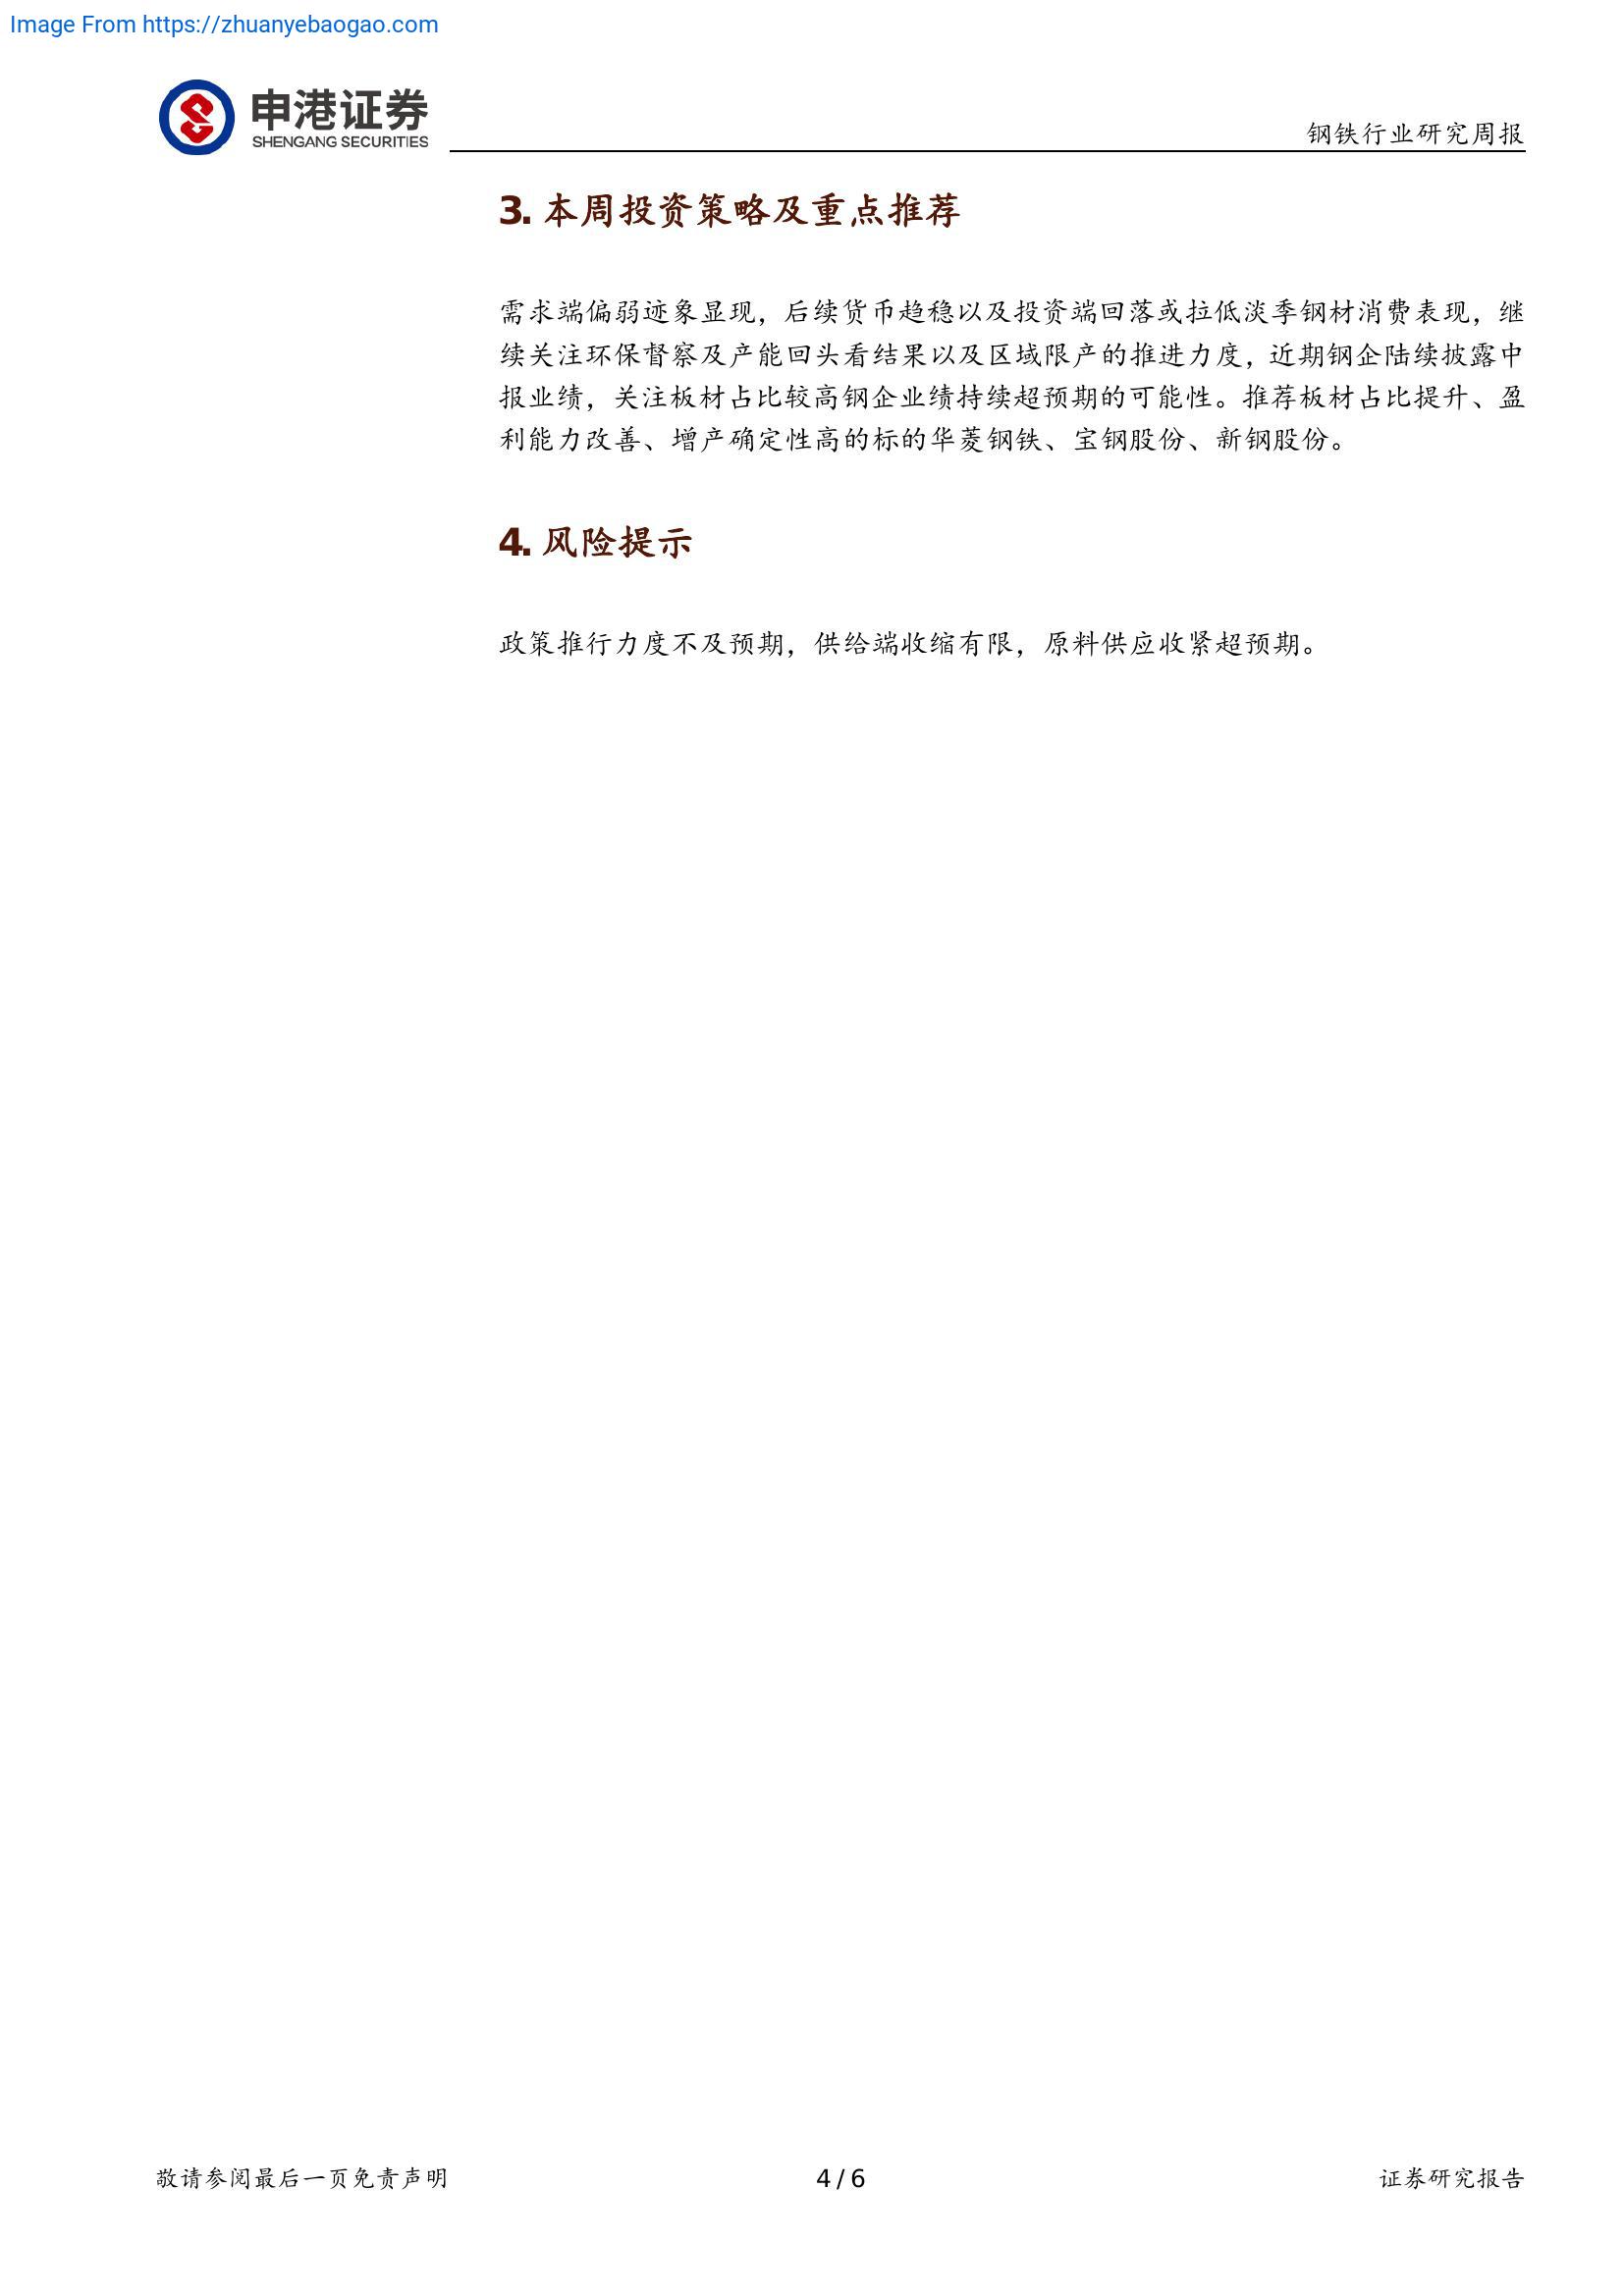 Image From https://zhuanyebaogao.com
申港证券
SHENGANG SECURITIES
钢铁行业研究周报
3. 本周投资策略及重点推荐
需求端偏弱迹象显现，后续货币趋稳以及投资端回落或拉低淡季钢材消费表现，继
续关注环保督察及产能回头看结果以及区域限产的推进力度，近期钢企陆续披露中
报业绩，关注板材占比较高钢企业绩持续超预期的可能性。推荐板材占比提升、盈
利能力改善、增产确定性高的标的华菱钢铁、宝钢股份、新钢股份。
4. 风险提示
政策推行力度不及预期，供给端收缩有限，原料供应收紧超预期。
敬请参阅最后一页免责声明
4 / 6
证券研究报告